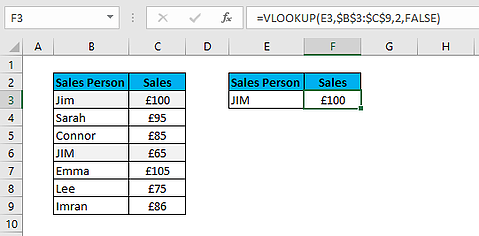 F3 fx =VLOOKUP(E3,$B$3:$C$9,2,FALSE)
A B C D E F G H
1
2 Sales Person Sales Sales Person Sales
3 Jim £100 JIM £100
4 Sarah £95
5 Connor £85
6 JIM £65
7 Emma £105
8 Lee £75
9 Imran £86
10